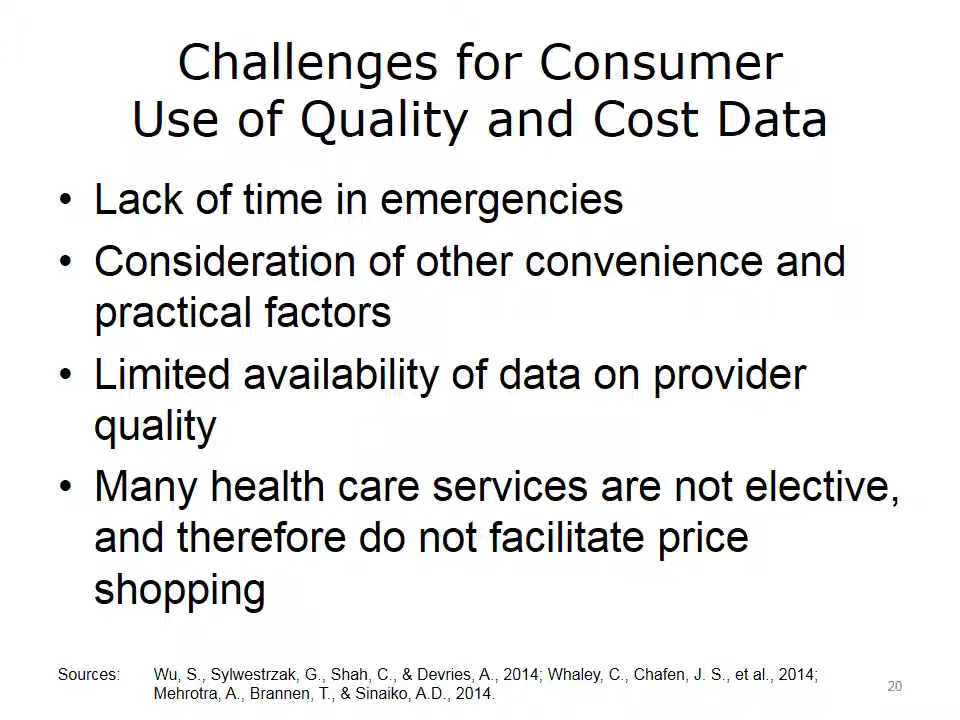 Challenges for Consumer
Use of Quality and Cost Data
• Lack of time in emergencies
• Consideration of other convenience and
practical factors
• Limited availability of data on provider
quality
• Many health care services are not elective,
and therefore do not facilitate price
shopping
Sources: Wu, S., Sylwestrzak, G., Shah, C., & Devries, A., 2014; Whaley, C., Chafen, J. S., et al., 2014;
Mehrotra, A., Brannen, T., & Sinaiko, A.D., 2014.
20